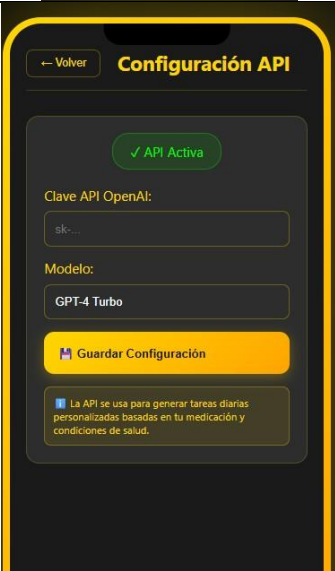 ← Volver
Configuración API
✓ API Activa
Clave API OpenAI:
sk-...
Modelo:
GPT-4 Turbo
💾 Guardar Configuración
ℹ️ La API se usa para generar tareas diarias
personalizadas basadas en tu medicación y
condiciones de salud.